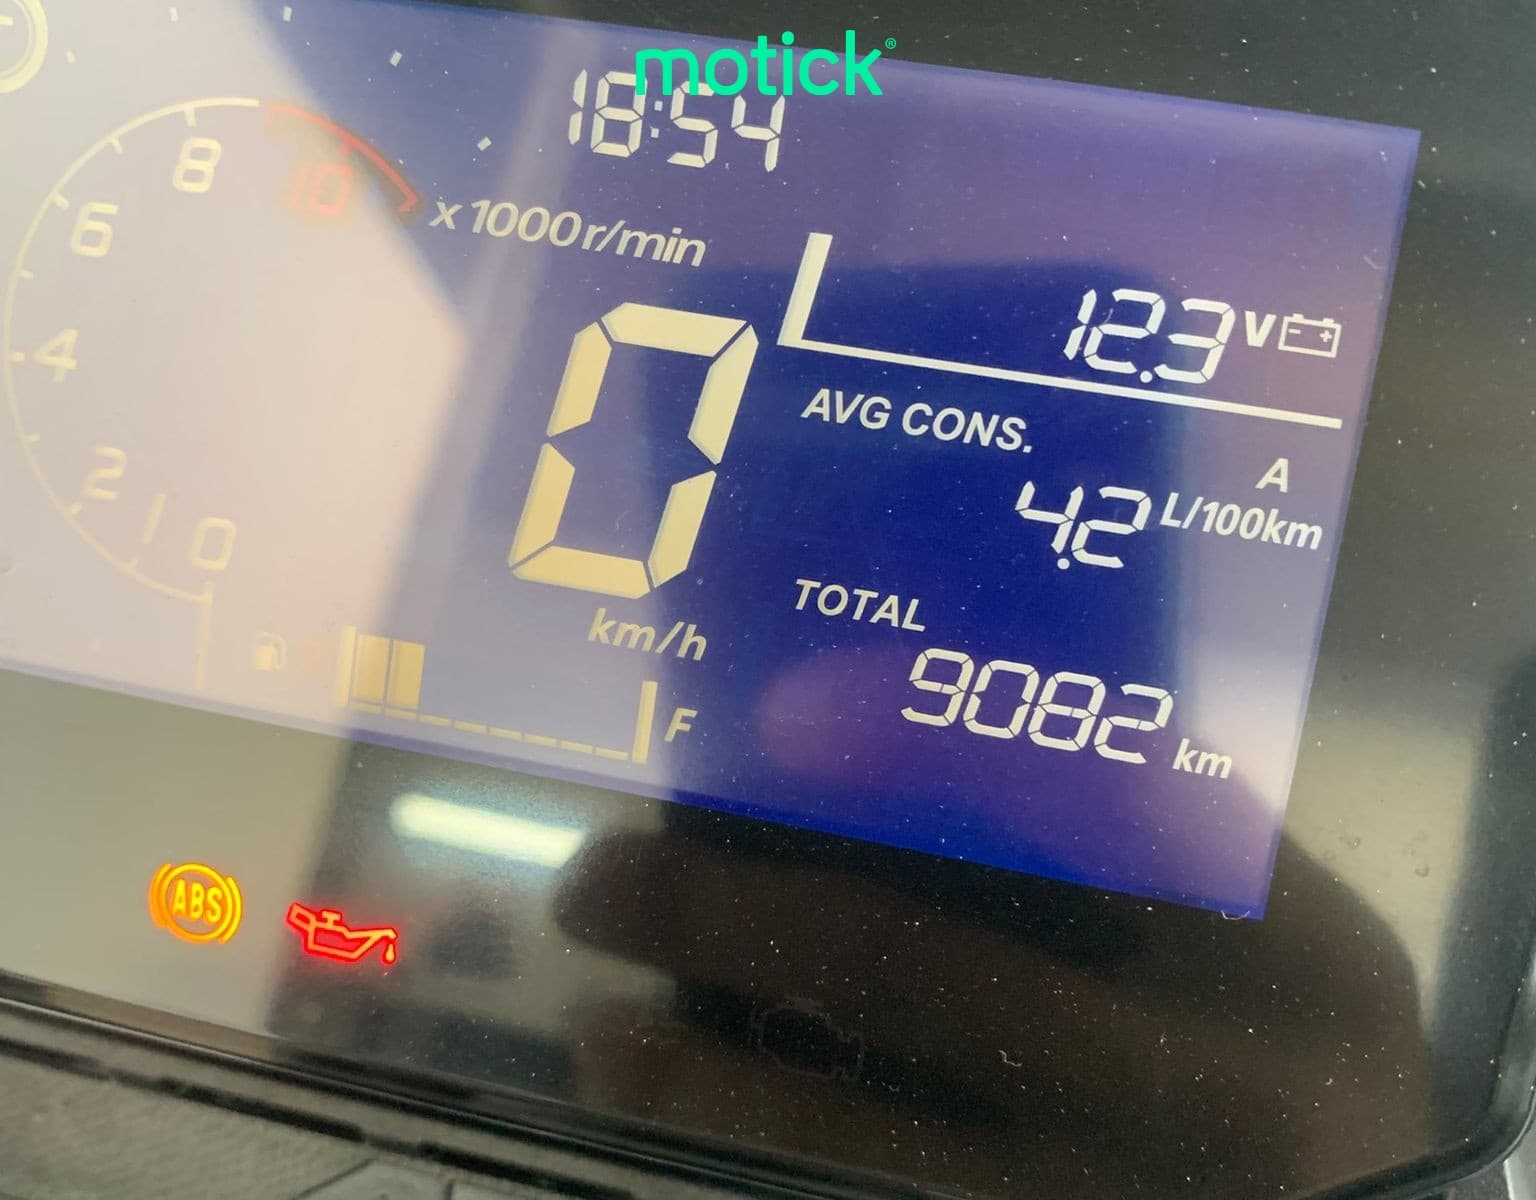 motick®
18:54
8
10
6
x1000r/min
4
12.3 V
AVG CONS.
A
4.2 L/100km
2
1
0
0
km/h
TOTAL
9082 km
F
ABS